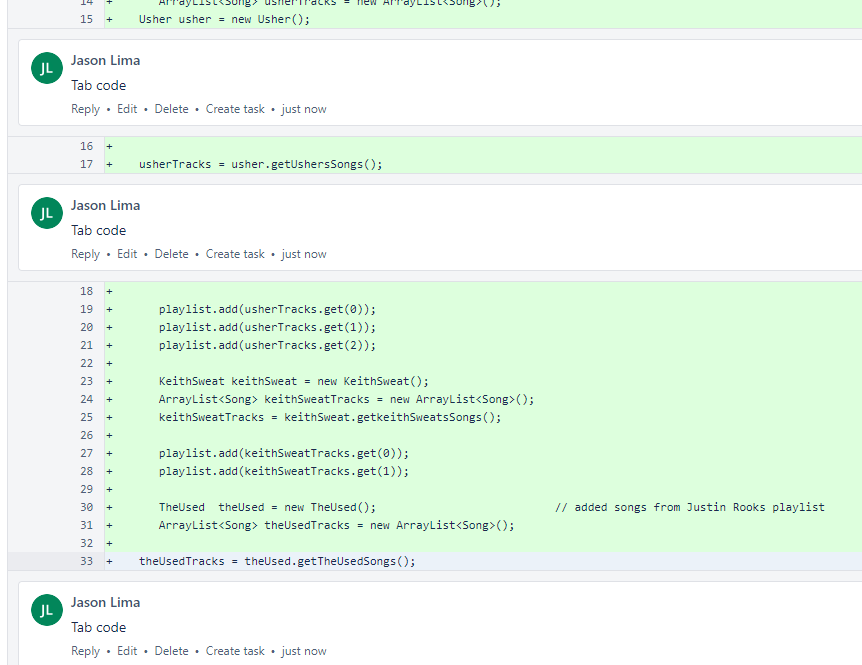 14 + ArrayList<Song> usherTracks = new ArrayList<Song>();
15 + Usher usher = new Usher();
JL Jason Lima
Tab code
Reply • Edit • Delete • Create task • just now
16 +
17 + usherTracks = usher.getUshersSongs();
JL Jason Lima
Tab code
Reply • Edit • Delete • Create task • just now
18 +
19 + playlist.add(usherTracks.get(0));
20 + playlist.add(usherTracks.get(1));
21 + playlist.add(usherTracks.get(2));
22 +
23 + KeithSweat keithSweat = new KeithSweat();
24 + ArrayList<Song> keithSweatTracks = new ArrayList<Song>();
25 + keithSweatTracks = keithSweat.getkeithSweatsSongs();
26 +
27 + playlist.add(keithSweatTracks.get(0));
28 + playlist.add(keithSweatTracks.get(1));
29 +
30 + TheUsed  theUsed = new TheUsed(); // added songs from Justin Rooks playlist
31 + ArrayList<Song> theUsedTracks = new ArrayList<Song>();
32 +
33 + theUsedTracks = theUsed.getTheUsedSongs();
JL Jason Lima
Tab code
Reply • Edit • Delete • Create task • just now